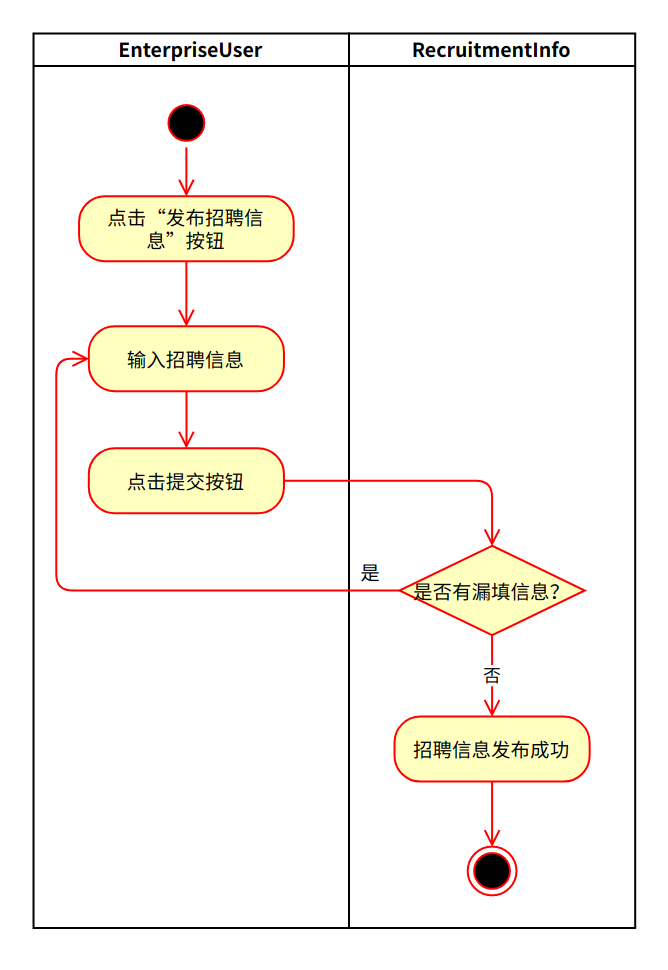 EnterpriseUser
RecruitmentInfo
点击“发布招聘信
息”按钮
输入招聘信息
点击提交按钮
是
是否有漏填信息？
否
招聘信息发布成功